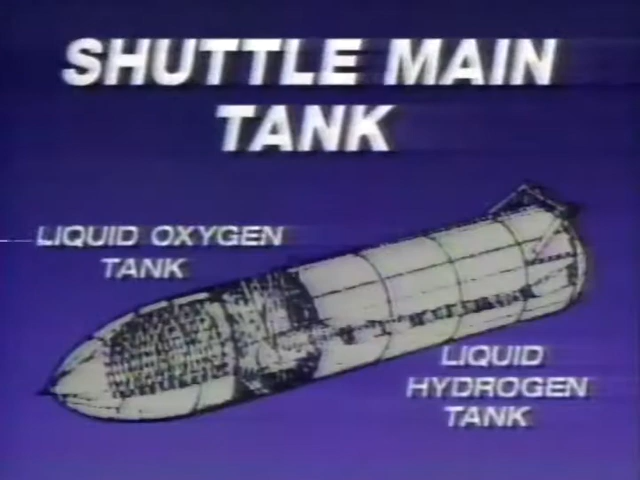 SHUTTLE MAIN
TANK
LIQUID OXYGEN
TANK
LIQUID
HYDROGEN
TANK